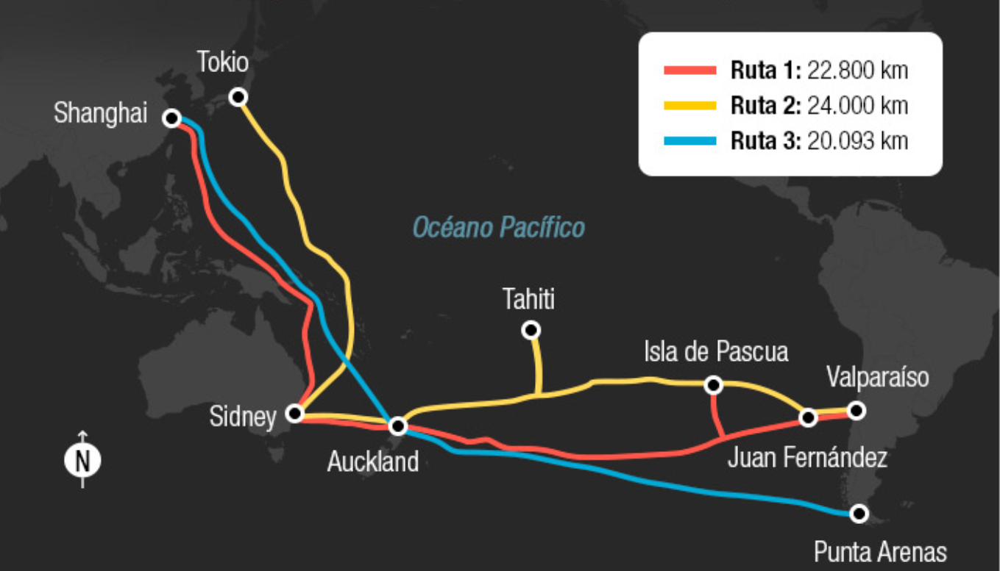 Tokio
Shanghai
Ruta 1: 22.800 km
Ruta 2: 24.000 km
Ruta 3: 20.093 km
Océano Pacífico
Tahiti
Isla de Pascua
Valparaíso
Sidney
Auckland
Juan Fernández
N
Punta Arenas